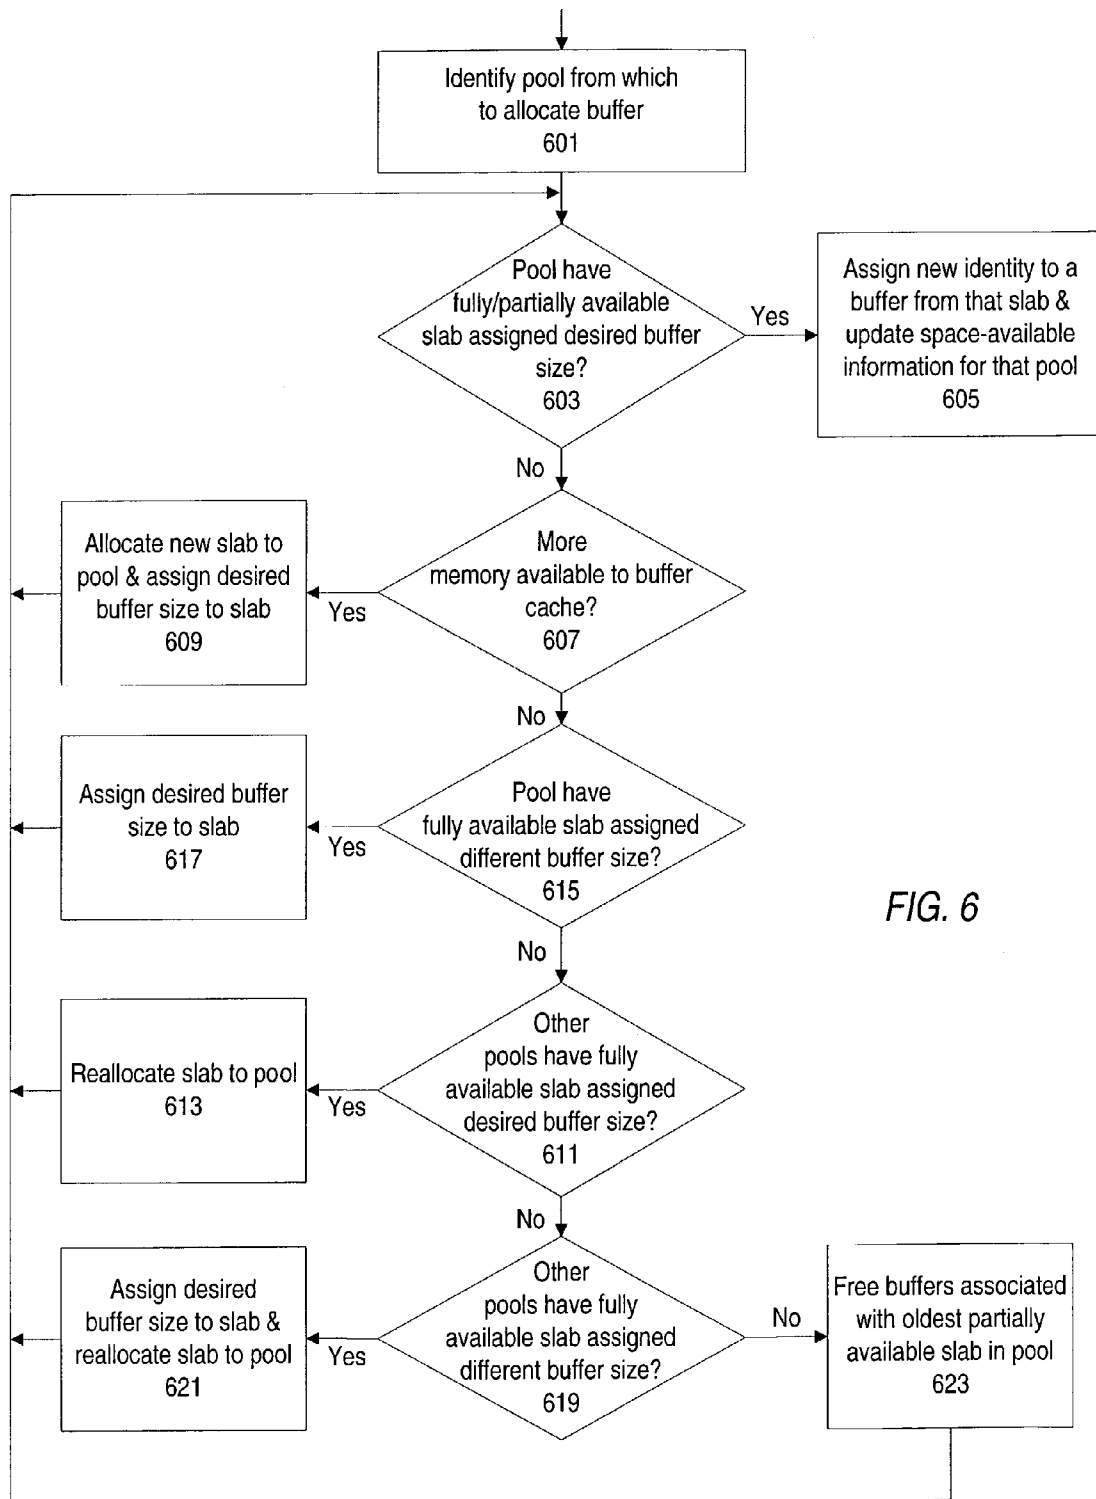 Identify pool from which
to allocate buffer
601
Pool have
fully/partially available
slab assigned desired buffer
size?
603
Yes
Assign new identity to a
buffer from that slab &
update space-available
information for that pool
605
No
More
memory available to buffer
cache?
607
Yes
Allocate new slab to
pool & assign desired
buffer size to slab
609
No
Pool have
fully available slab assigned
different buffer size?
615
Yes
Assign desired buffer
size to slab
617
FIG. 6
No
Other
pools have fully
available slab assigned
desired buffer size?
611
Yes
Reallocate slab to pool
613
No
Other
pools have fully
available slab assigned
different buffer size?
619
Yes
Assign desired
buffer size to slab &
reallocate slab to pool
621
No
Free buffers associated
with oldest partially
available slab in pool
623